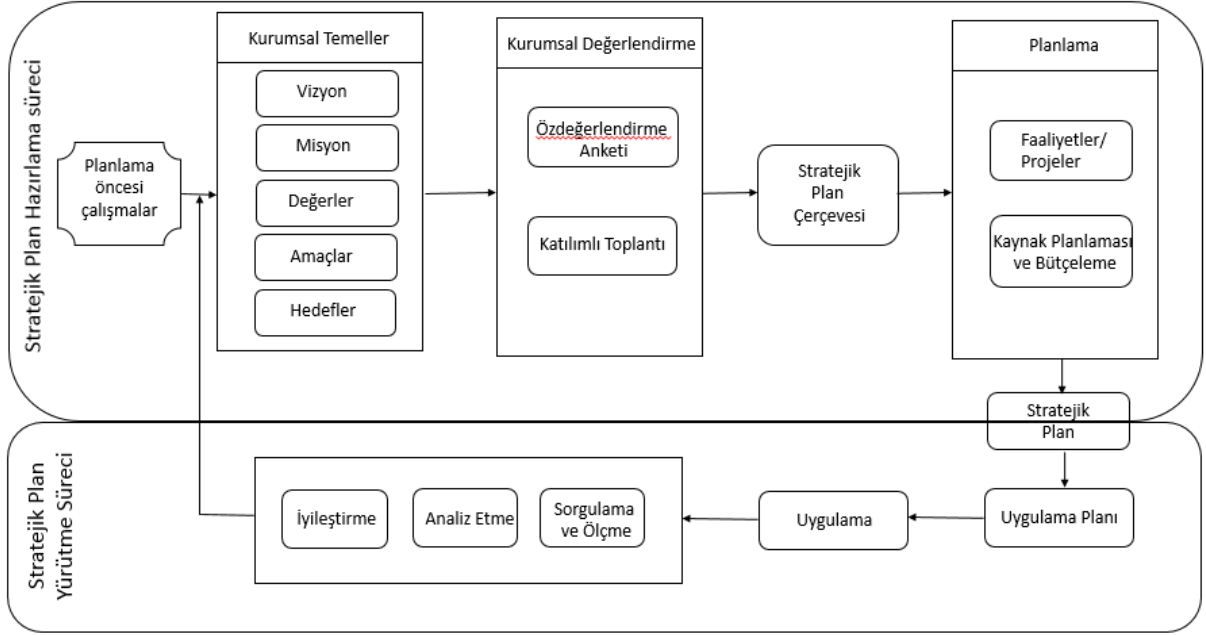 Stratejik Plan Hazırlama süreci
Planlama
öncesi
çalışmalar
Kurumsal Temeller
Vizyon
Misyon
Değerler
Amaçlar
Hedefler
Kurumsal Değerlendirme
Özdeğerlendirme
Anketi
Katılımlı Toplantı
Stratejik
Plan
Çerçevesi
Planlama
Faaliyetler/
Projeler
Kaynak Planlaması
ve Bütçeleme
Stratejik
Plan
Stratejik Plan
Yürütme Süreci
Uygulama Planı
Uygulama
Sorgulama
ve Ölçme
Analiz Etme
İyileştirme